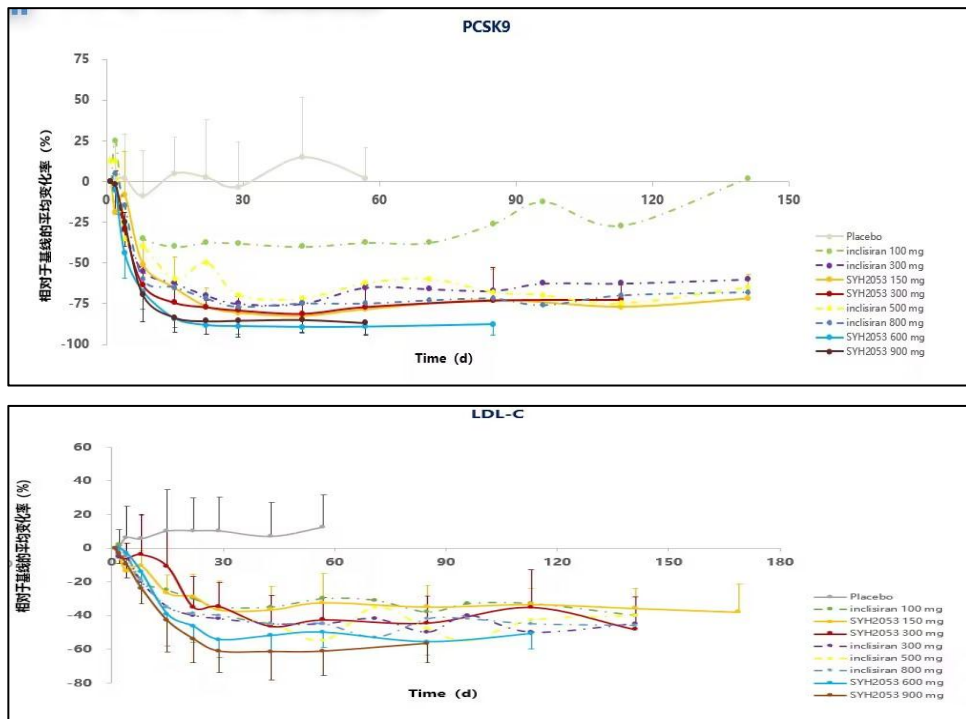 PCSK9
相对于基线的平均变化率 (%)
75
50
25
0
-25
-50
-75
-100
0
30
60
90
120
150
Time (d)
Placebo
inclisiran 100 mg
inclisiran 300 mg
SYH2053 150 mg
SYH2053 300 mg
inclisiran 500 mg
inclisiran 800 mg
SYH2053 600 mg
SYH2053 900 mg
LDL-C
相对于基线的平均变化率 (%)
60
40
20
0
-20
-40
-60
-80
0
30
60
90
120
150
180
Time (d)
Placebo
inclisiran 100 mg
SYH2053 150 mg
SYH2053 300 mg
inclisiran 300 mg
inclisiran 500 mg
inclisiran 800 mg
SYH2053 600 mg
SYH2053 900 mg